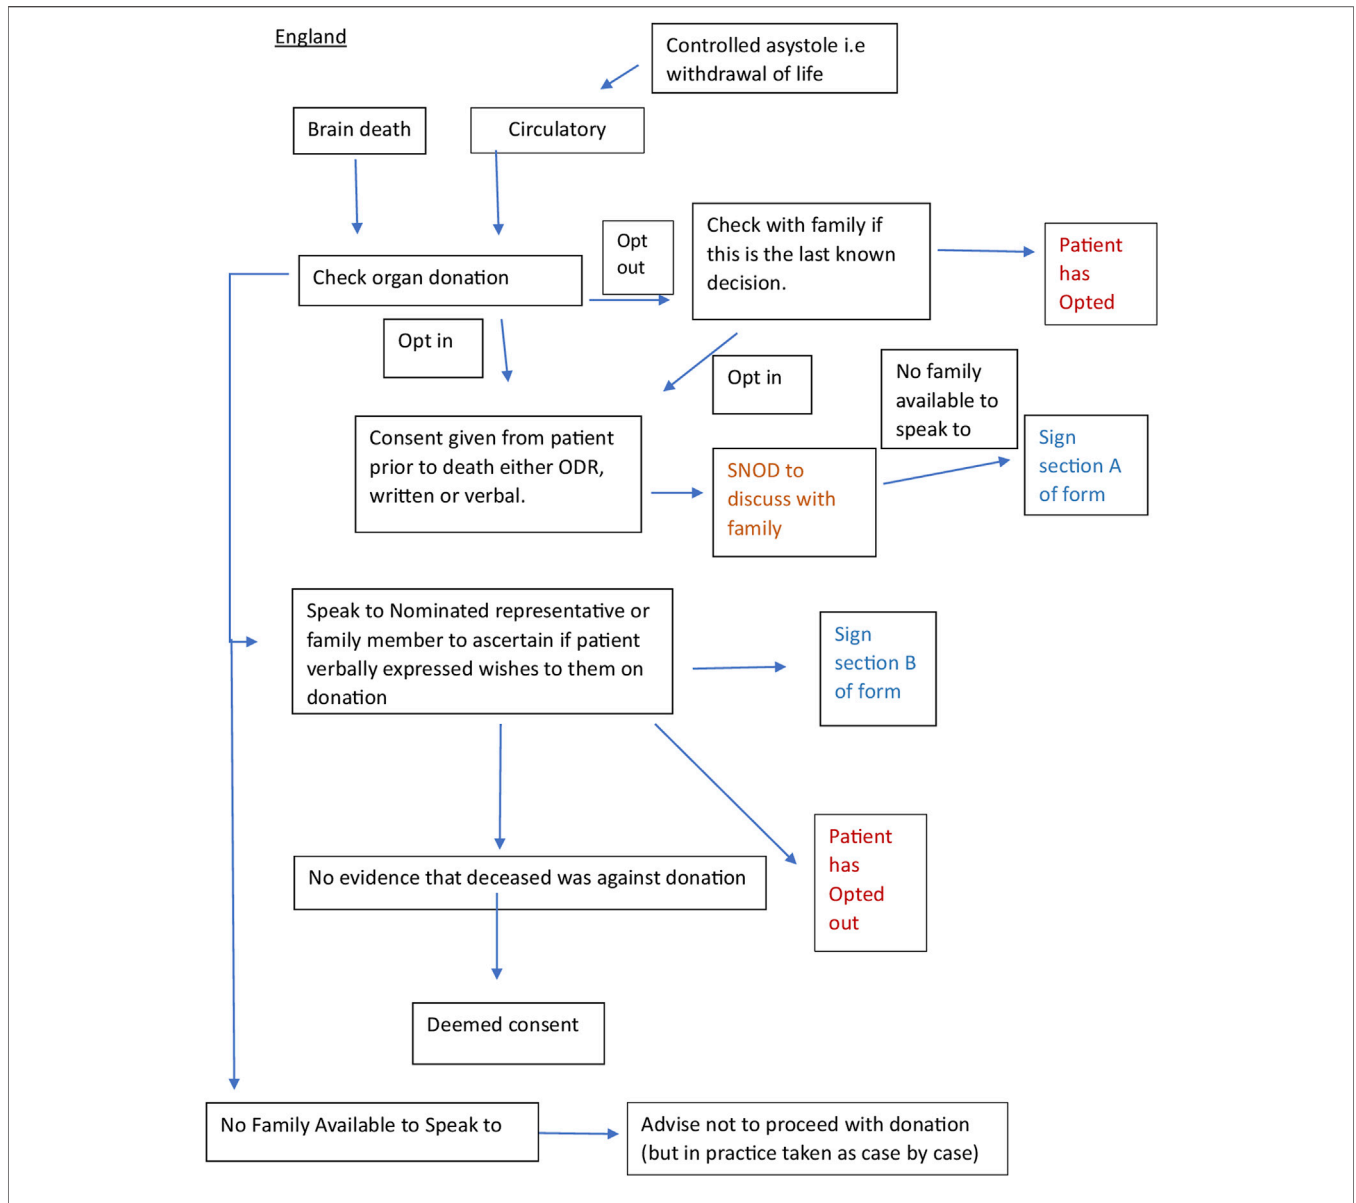 England
Controlled asystole i.e
withdrawal of life
Brain death
Circulatory
Check organ donation
Opt
out
Check with family if
this is the last known
decision.
Patient
has
Opted
Opt in
Opt in
No family
available to
speak to
Consent given from patient
prior to death either ODR,
written or verbal.
SNOD to
discuss with
family
Sign
section A
of form
Speak to Nominated representative or
family member to ascertain if patient
verbally expressed wishes to them on
donation
Sign
section B
of form
No evidence that deceased was against donation
Patient
has
Opted
out
Deemed consent
No Family Available to Speak to
Advise not to proceed with donation
(but in practice taken as case by case)